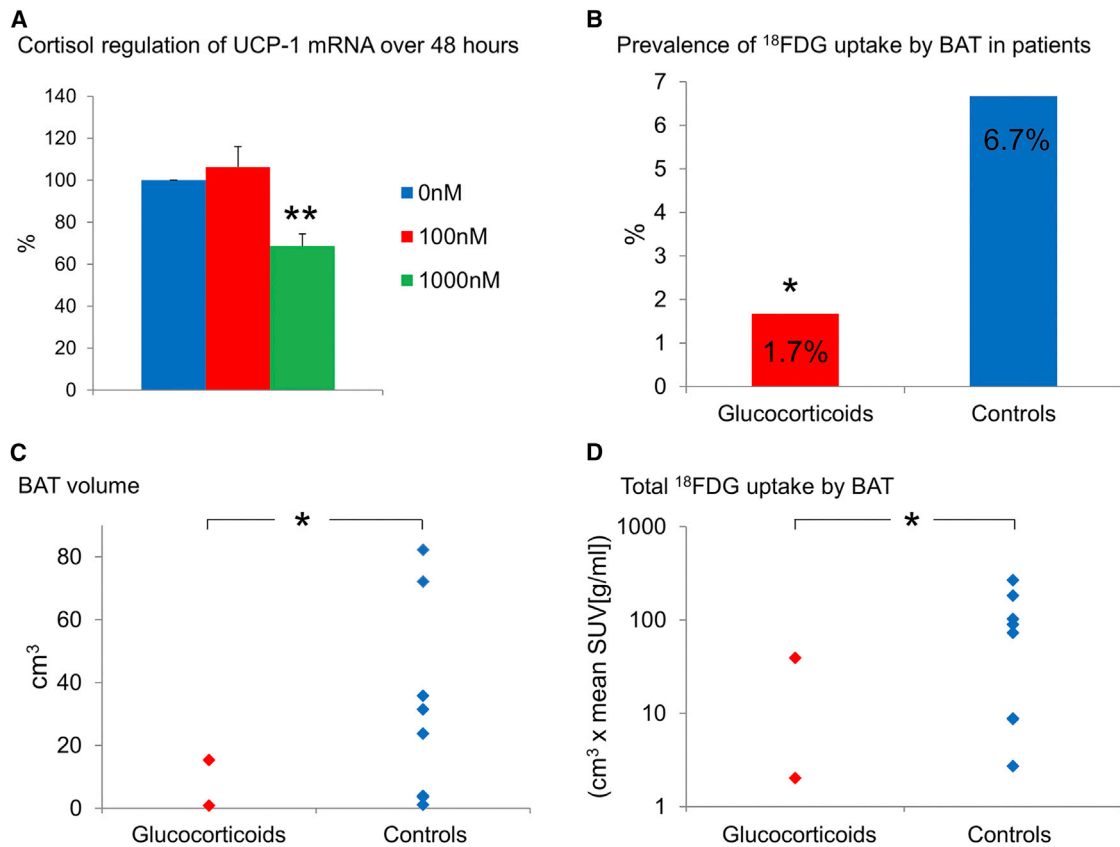 A
Cortisol regulation of UCP-1 mRNA over 48 hours
140
120
100
80
60
40
20
0
%
**
0nM
100nM
1000nM
B
Prevalence of ¹⁸FDG uptake by BAT in patients
7
6
5
4
3
2
1
0
%
*
1.7%
6.7%
Glucocorticoids Controls
C
BAT volume
*
80
60
40
20
0
cm³
Glucocorticoids Controls
D
Total ¹⁸FDG uptake by BAT
*
1000
100
10
1
(cm³ x mean SUV[g/ml])
Glucocorticoids Controls